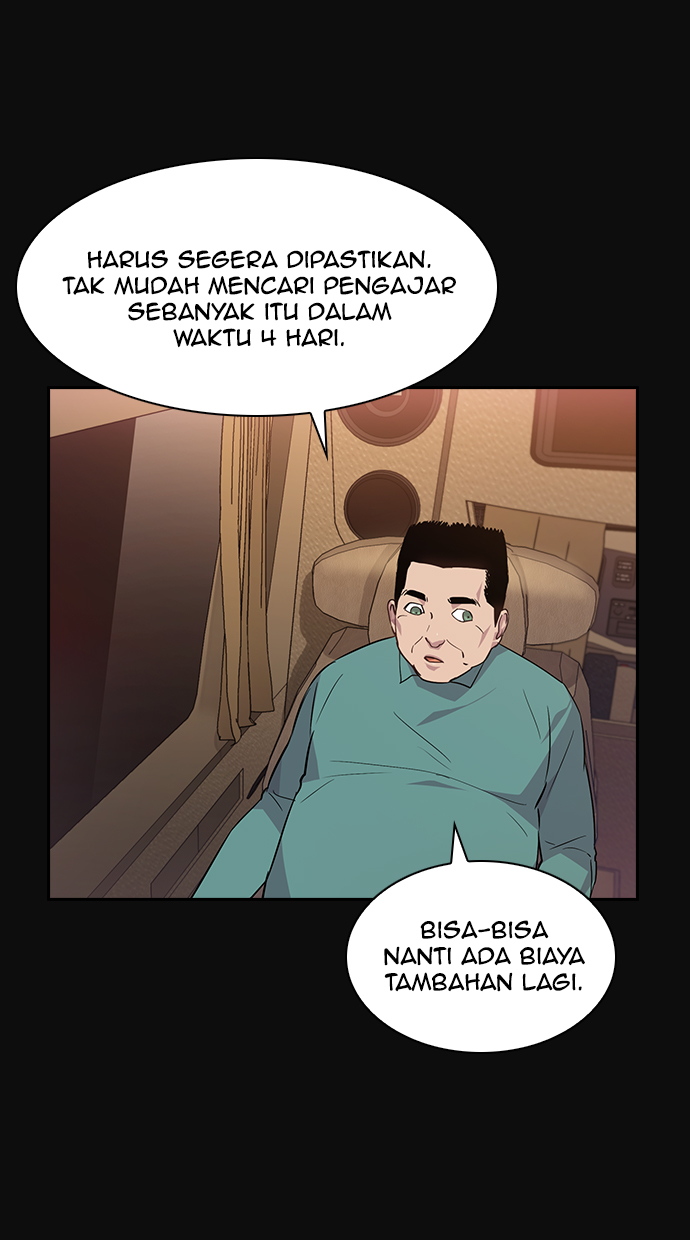 HARUS SEGERA DIPASTIKAN.
TAK MUDAH MENCARI PENGAJAR
SEBANYAK ITU DALAM
WAKTU 4 HARI.
BISA-BISA
NANTI ADA BIAYA
TAMBAHAN LAGI.